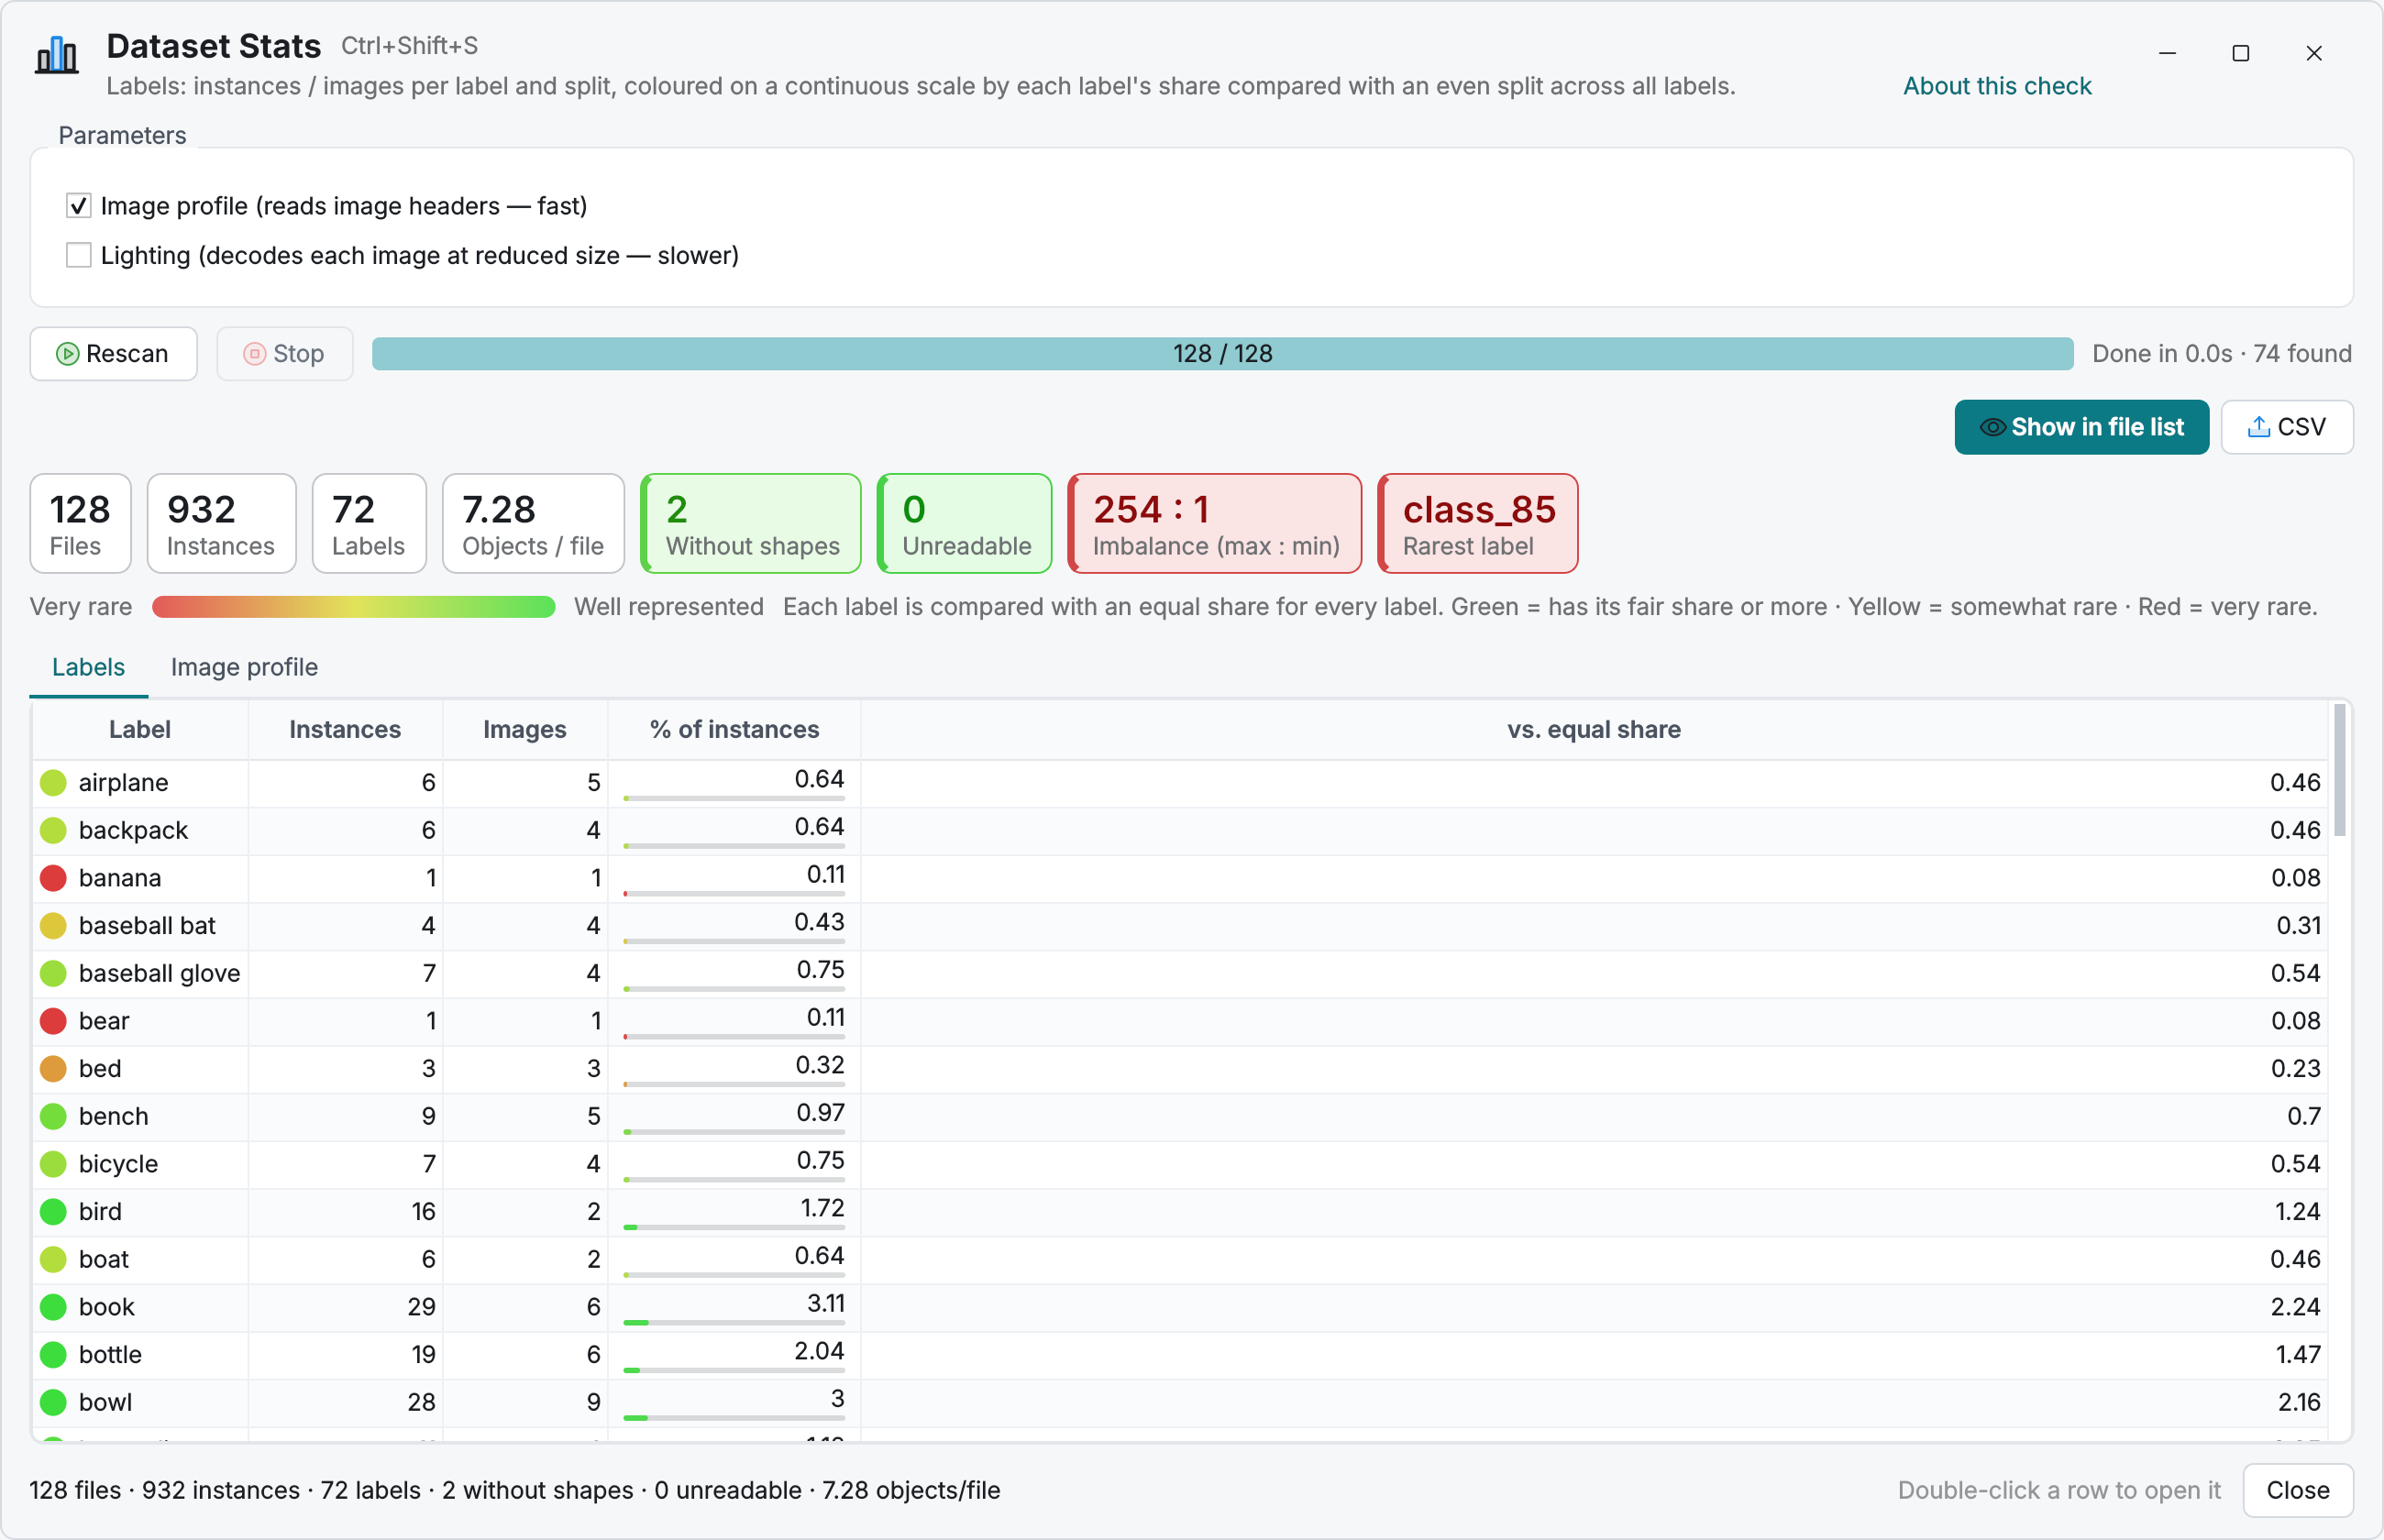 Dataset Stats Ctrl+Shift+S
Labels: instances / images per label and split, coloured on a continuous scale by each label's share compared with an even split across all labels. About this check
Parameters
Image profile (reads image headers — fast)
Lighting (decodes each image at reduced size — slower)
Rescan Stop 128 / 128 Done in 0.0s · 74 found
Show in file list CSV
128 932 72 7.28 2 0 254 : 1 class_85
Files Instances Labels Objects / file Without shapes Unreadable Imbalance (max : min) Rarest label
Very rare Well represented Each label is compared with an equal share for every label. Green = has its fair share or more · Yellow = somewhat rare · Red = very rare.
Labels Image profile
Label Instances Images % of instances vs. equal share
airplane 6 5 0.64 0.46
backpack 6 4 0.64 0.46
banana 1 1 0.11 0.08
baseball bat 4 4 0.43 0.31
baseball glove 7 4 0.75 0.54
bear 1 1 0.11 0.08
bed 3 3 0.32 0.23
bench 9 5 0.97 0.7
bicycle 7 4 0.75 0.54
bird 16 2 1.72 1.24
boat 6 2 0.64 0.46
book 29 6 3.11 2.24
bottle 19 6 2.04 1.47
bowl 28 9 3 2.16
128 files · 932 instances · 72 labels · 2 without shapes · 0 unreadable · 7.28 objects/file Double-click a row to open it Close